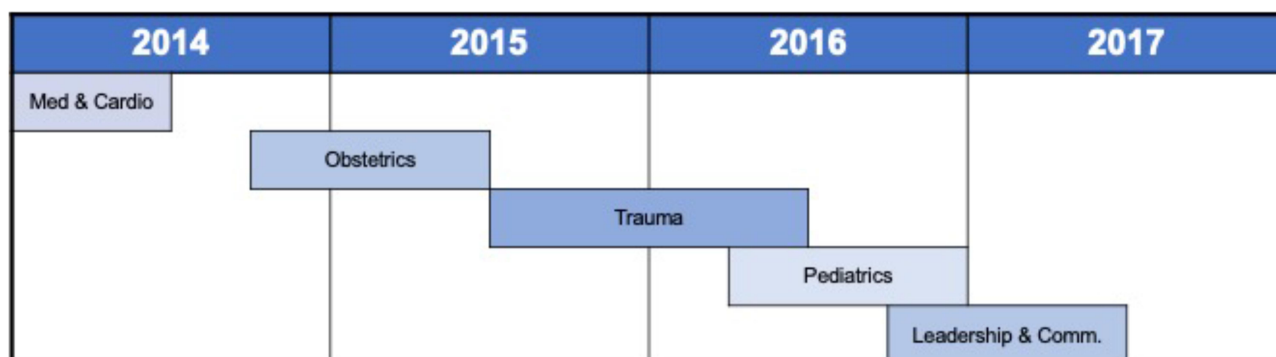 2014 2015 2016 2017
Med & Cardio
Obstetrics
Trauma
Pediatrics
Leadership & Comm.